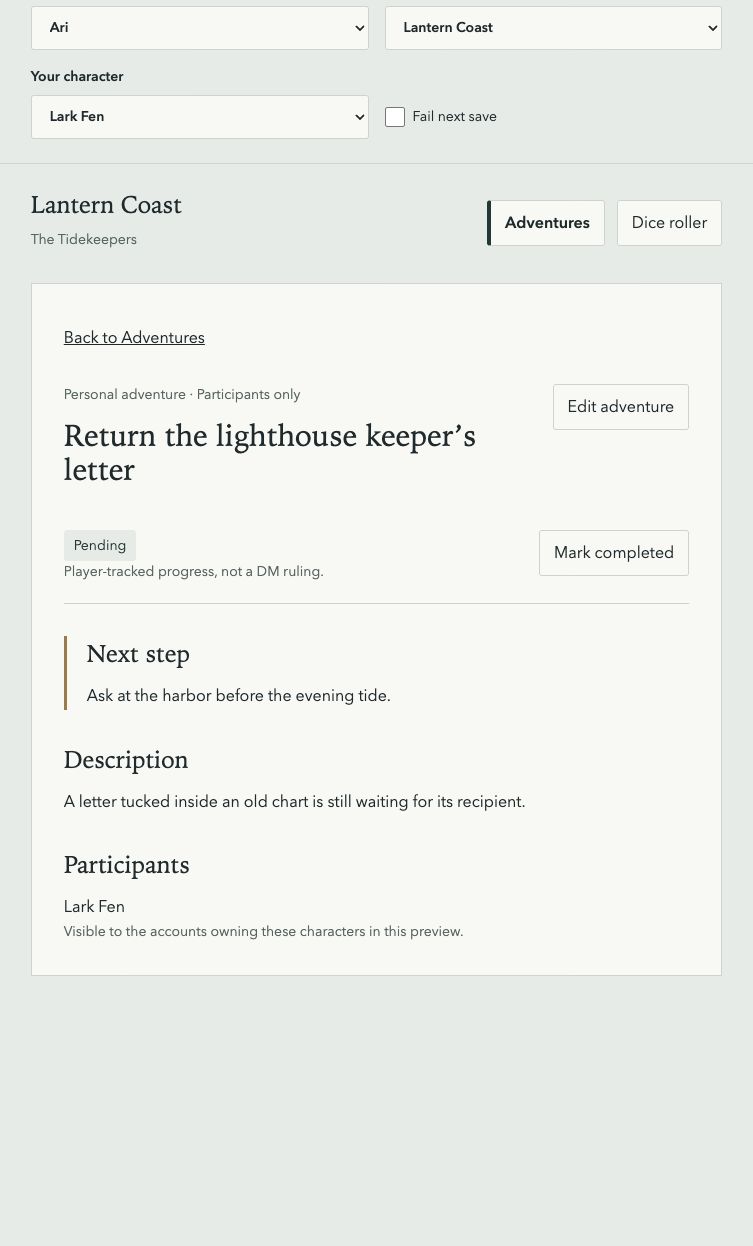 Ari
Lantern Coast
Your character
Lark Fen
Fail next save
Lantern Coast
The Tidekeepers
Adventures
Dice roller
Back to Adventures
Personal adventure · Participants only
Edit adventure
Return the lighthouse keeper’s
letter
Pending
Player-tracked progress, not a DM ruling.
Mark completed
Next step
Ask at the harbor before the evening tide.
Description
A letter tucked inside an old chart is still waiting for its recipient.
Participants
Lark Fen
Visible to the accounts owning these characters in this preview.